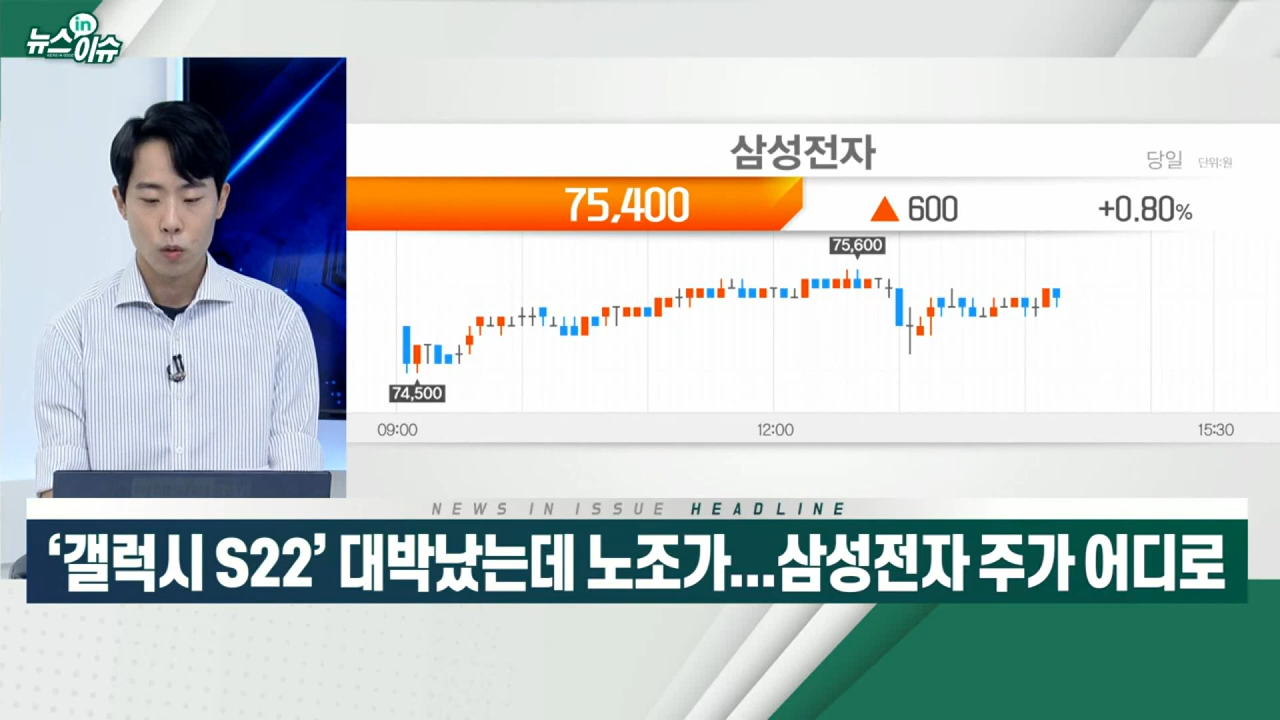 뉴스in이슈
삼성전자
당일 단위:원
75,400 ▲ 600 +0.80%
75,600
74,500
09:00 12:00 15:30
NEWS IN ISSUE HEADLINE
‘갤럭시 S22’ 대박났는데 노조가...삼성전자 주가 어디로